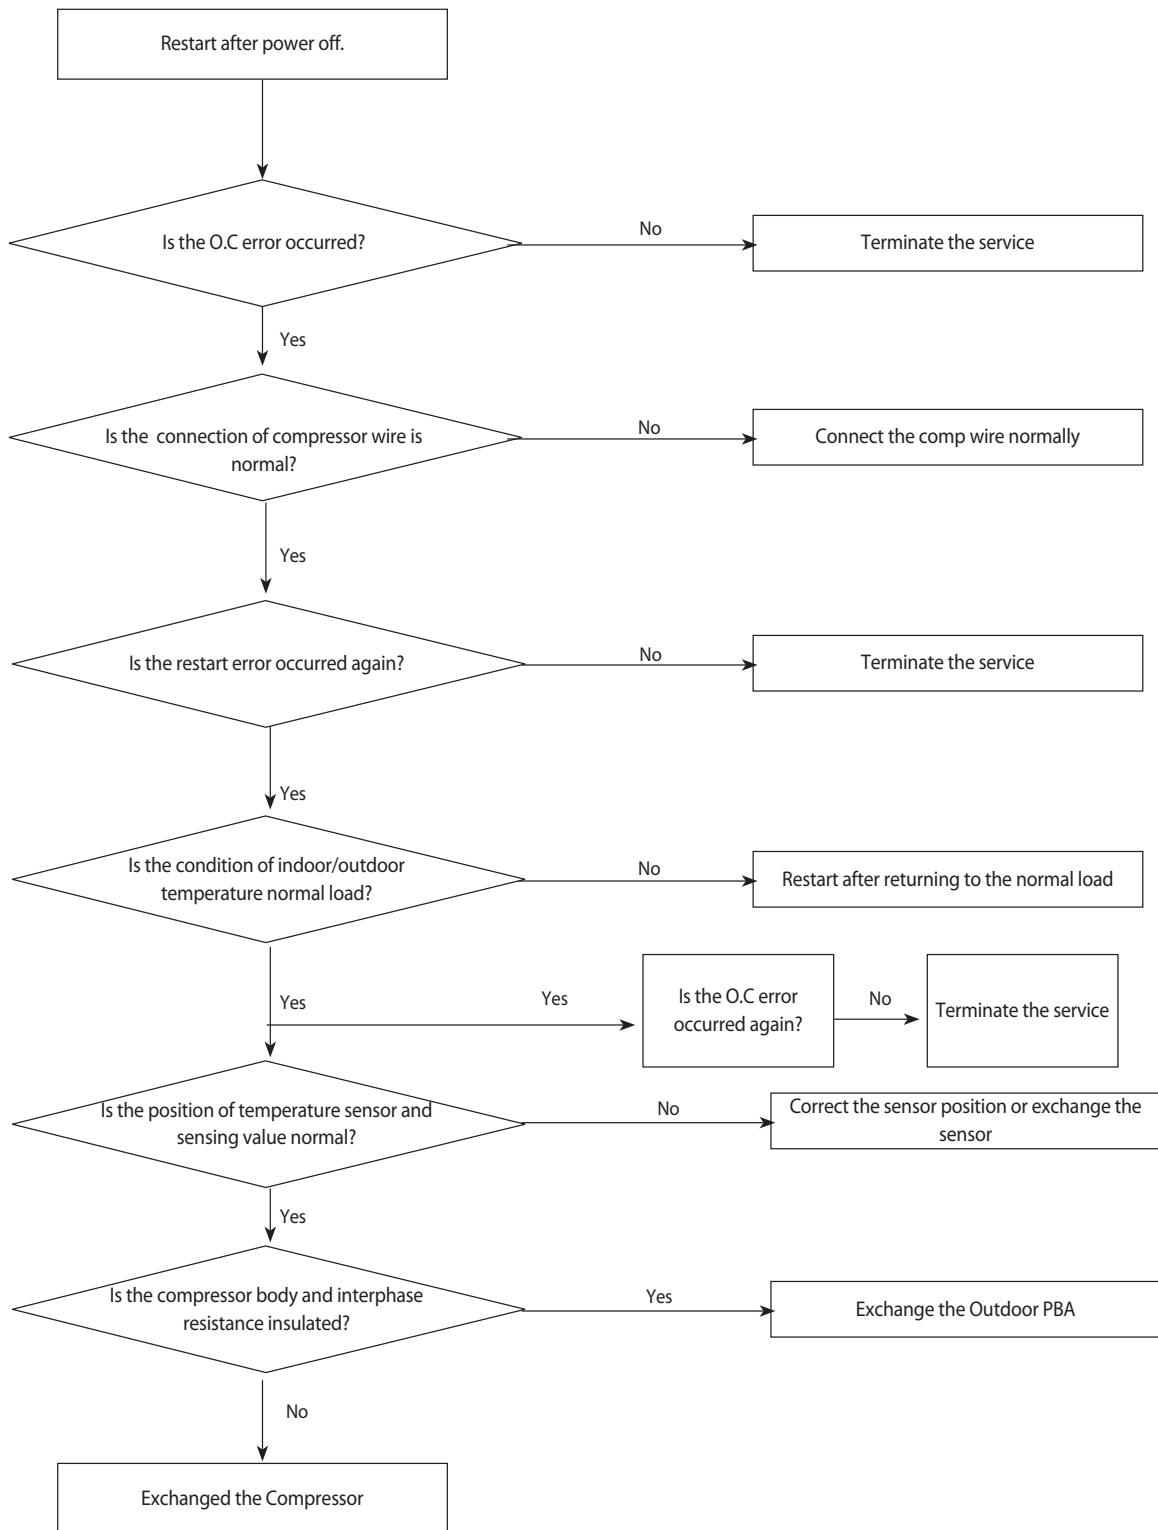 Restart after power off.
Is the O.C error occurred?
No
Terminate the service
Yes
Is the  connection of compressor wire is
normal?
No
Connect the comp wire normally
Yes
Is the restart error occurred again?
No
Terminate the service
Yes
Is the condition of indoor/outdoor
temperature normal load?
No
Restart after returning to the normal load
Yes
Yes
Is the O.C error
occurred again?
No
Terminate the service
Is the position of temperature sensor and
sensing value normal?
No
Correct the sensor position or exchange the
sensor
Yes
Is the compressor body and interphase
resistance insulated?
Yes
Exchange the Outdoor PBA
No
Exchanged the Compressor